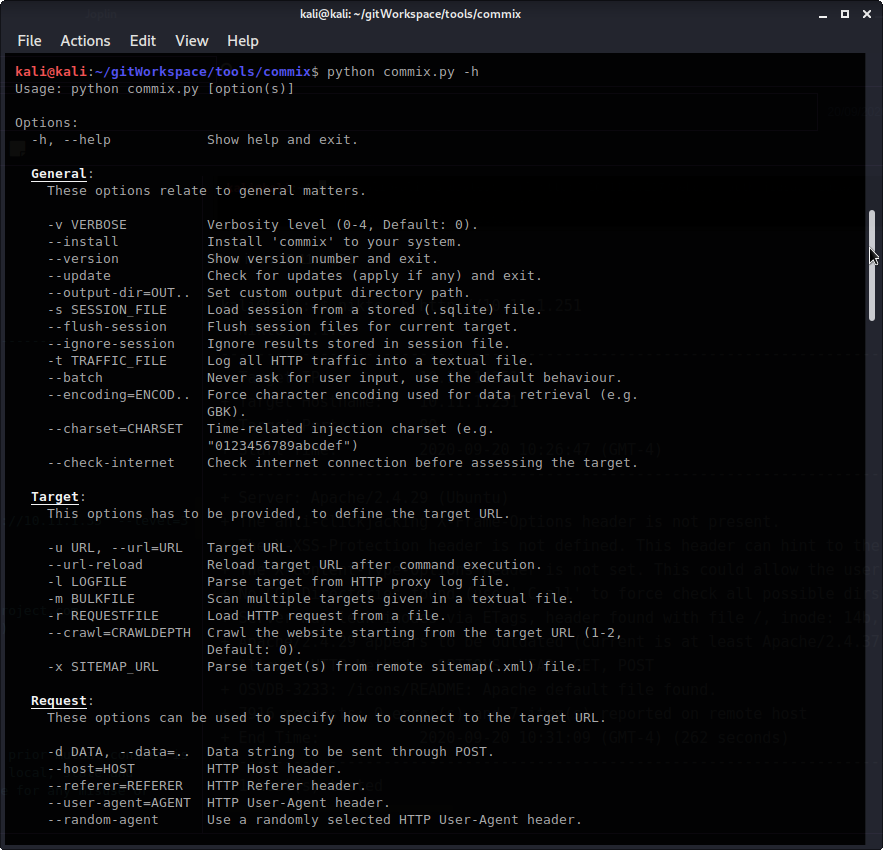 kali@kali: ~/gitWorkspace/tools/commix
File Actions Edit View Help
kali@kali:~/gitWorkspace/tools/commix$ python commix.py -h
Usage: python commix.py [option(s)]
Options:
-h, --help Show help and exit.
General:
These options relate to general matters.
-v VERBOSE Verbosity level (0-4, Default: 0).
--install Install 'commix' to your system.
--version Show version number and exit.
--update Check for updates (apply if any) and exit.
--output-dir=OUT.. Set custom output directory path.
-s SESSION_FILE Load session from a stored (.sqlite) file.
--flush-session Flush session files for current target.
--ignore-session Ignore results stored in session file.
-t TRAFFIC_FILE Log all HTTP traffic into a textual file.
--batch Never ask for user input, use the default behaviour.
--encoding=ENCOD.. Force character encoding used for data retrieval (e.g.
GBK).
--charset=CHARSET Time-related injection charset (e.g.
"0123456789abcdef")
--check-internet Check internet connection before assessing the target.
Target:
This options has to be provided, to define the target URL.
-u URL, --url=URL Target URL.
--url-reload Reload target URL after command execution.
-l LOGFILE Parse target from HTTP proxy log file.
-m BULKFILE Scan multiple targets given in a textual file.
-r REQUESTFILE Load HTTP request from a file.
--crawl=CRAWLDEPTH Crawl the website starting from the target URL (1-2,
Default: 0).
-x SITEMAP_URL Parse target(s) from remote sitemap(.xml) file.
Request:
These options can be used to specify how to connect to the target URL.
-d DATA, --data=.. Data string to be sent through POST.
--host=HOST HTTP Host header.
--referer=REFERER HTTP Referer header.
--user-agent=AGENT HTTP User-Agent header.
--random-agent Use a randomly selected HTTP User-Agent header.